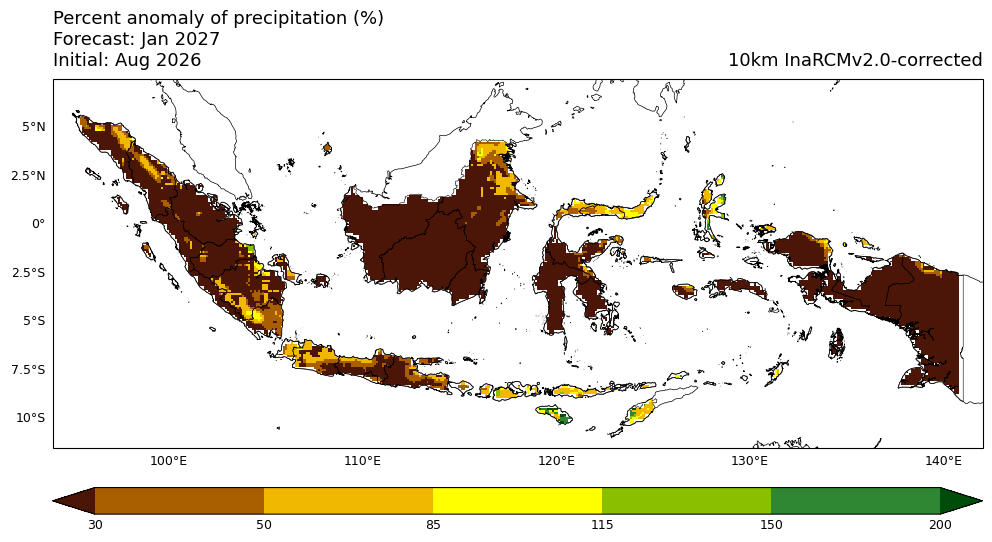 Percent anomaly of precipitation (%)
Forecast: Jan 2027
Initial: Aug 2026
10km InaRCMv2.0-corrected
5°N
2.5°N
0°
2.5°S
5°S
7.5°S
10°S
100°E 110°E 120°E 130°E 140°E
30 50 85 115 150 200